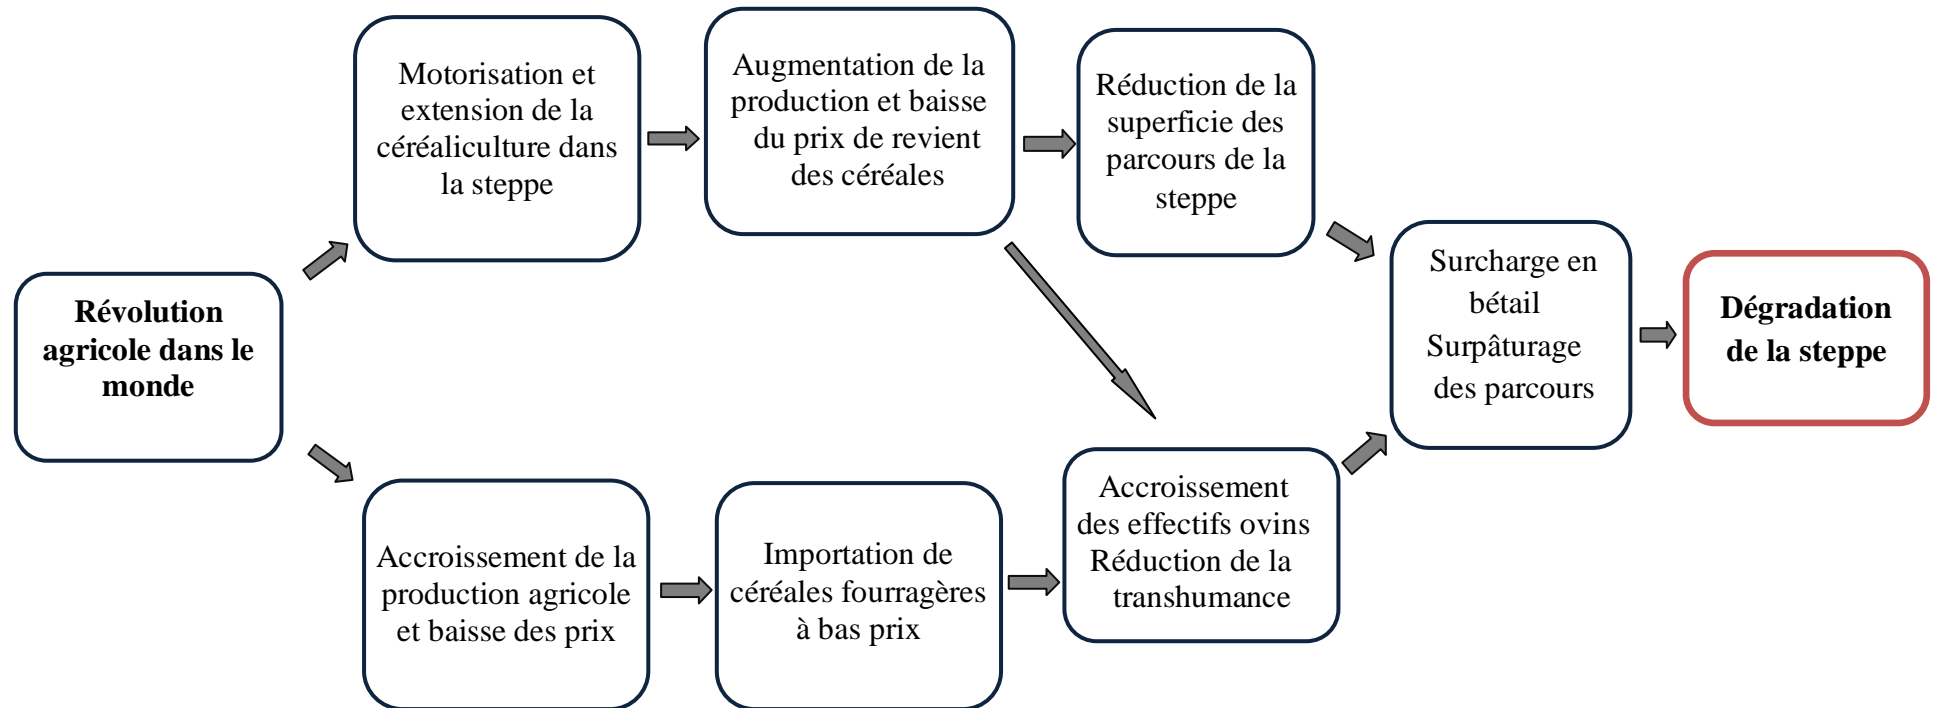 Révolution
agricole dans le
monde
Motorisation et
extension de la
céréaliculture dans
la steppe
Augmentation de la
production et baisse
du prix de revient
des céréales
Réduction de la
superficie des
parcours de la
steppe
Accroissement de la
production agricole
et baisse des prix
Importation de
céréales fourragères
à bas prix
Accroissement
des effectifs ovins
Réduction de la
transhumance
Surcharge en
bétail
Surpâturage
des parcours
Dégradation
de la steppe